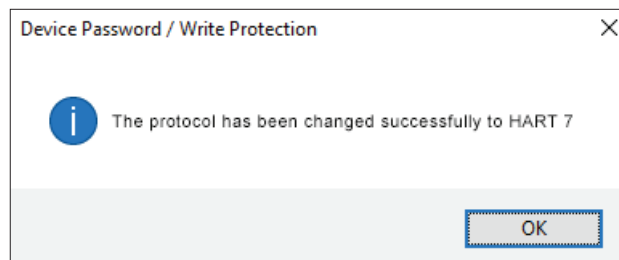 Device Password / Write Protection
The protocol has been changed successfully to HART 7
OK